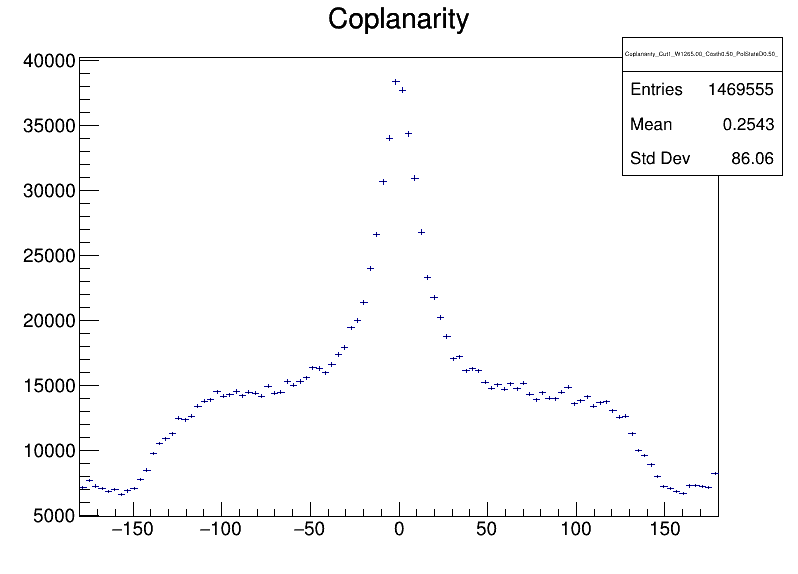 Coplanarity
Coplanarity_Cut1_W1265.00_Costh0.50_PolStateD0.50_
Entries 1469555
Mean 0.2543
Std Dev 86.06
40000
35000
30000
25000
20000
15000
10000
5000
−150 −100 −50 0 50 100 150